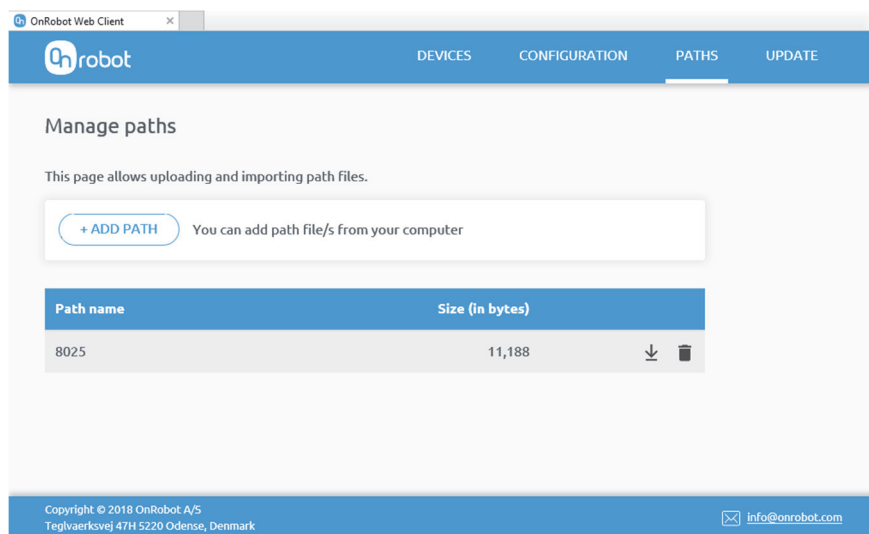 OnRobot Web Client
On robot
DEVICES CONFIGURATION PATHS UPDATE
Manage paths
This page allows uploading and importing path files.
+ ADD PATH You can add path file/s from your computer
Path name Size (in bytes)
8025 11,188
Copyright © 2018 OnRobot A/S
Teglvaerksvej 47H 5220 Odense, Denmark
info@onrobot.com